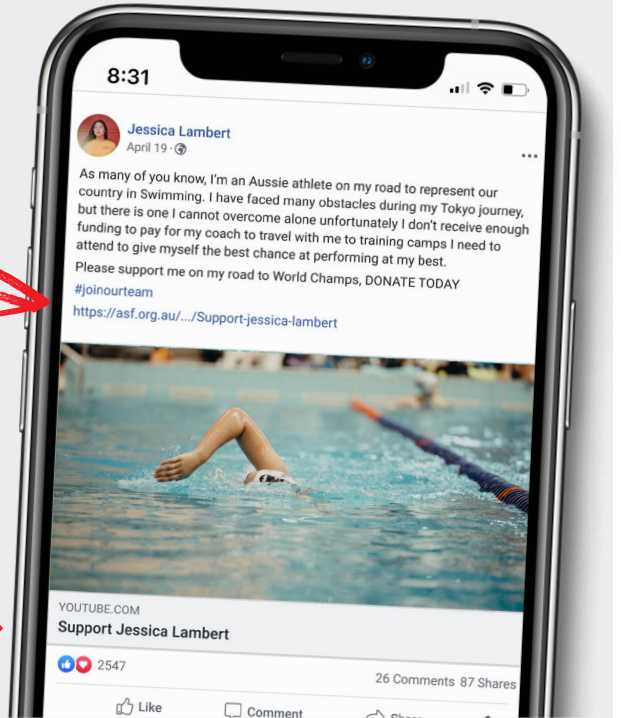 8:31
Jessica Lambert
April 19 ·
As many of you know, I'm an Aussie athlete on my road to represent our
country in Swimming. I have faced many obstacles during my Tokyo journey,
but there is one I cannot overcome alone unfortunately I don't receive enough
funding to pay for my coach to travel with me to training camps I need to
attend to give myself the best chance at performing at my best.
Please support me on my road to World Champs, DONATE TODAY
#joinourteam
https://asf.org.au/.../Support-jessica-lambert
YOUTUBE.COM
Support Jessica Lambert
2547
26 Comments 87 Shares
Like
Comment
Share